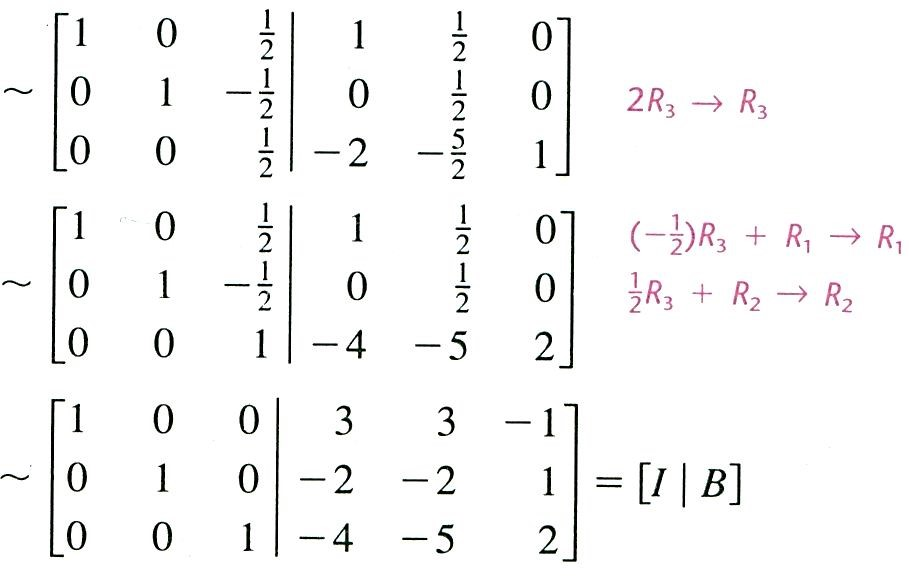 1 0 1/2 | 1 1/2 0
~ 0 1 -1/2 | 0 1/2 0 2R₃ → R₃
0 0 1/2 | -2 -5/2 1
1 0 1/2 | 1 1/2 0 (-1/2)R₃ + R₁ → R₁
~ 0 1 -1/2 | 0 1/2 0 1/2R₃ + R₂ → R₂
0 0 1 | -4 -5 2
1 0 0 | 3 3 -1
~ 0 1 0 | -2 -2 1 = [I | B]
0 0 1 | -4 -5 2